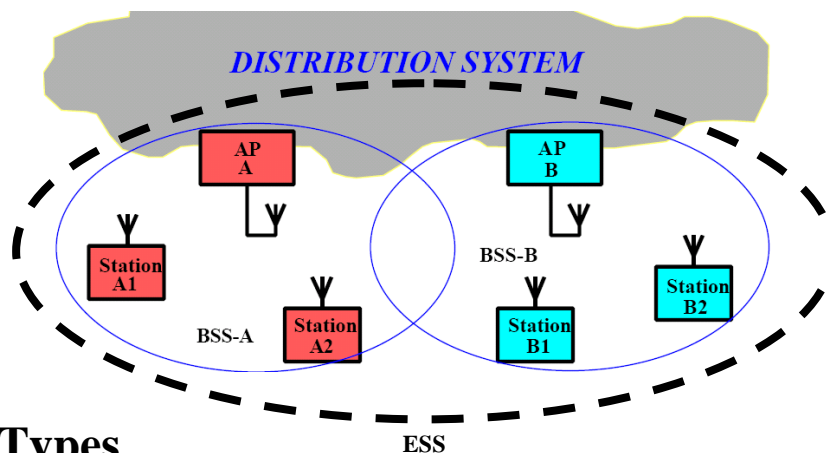 DISTRIBUTION SYSTEM
AP
A
AP
B
Station
A1
BSS-A
Station
A2
BSS-B
Station
B1
Station
B2
Types
ESS